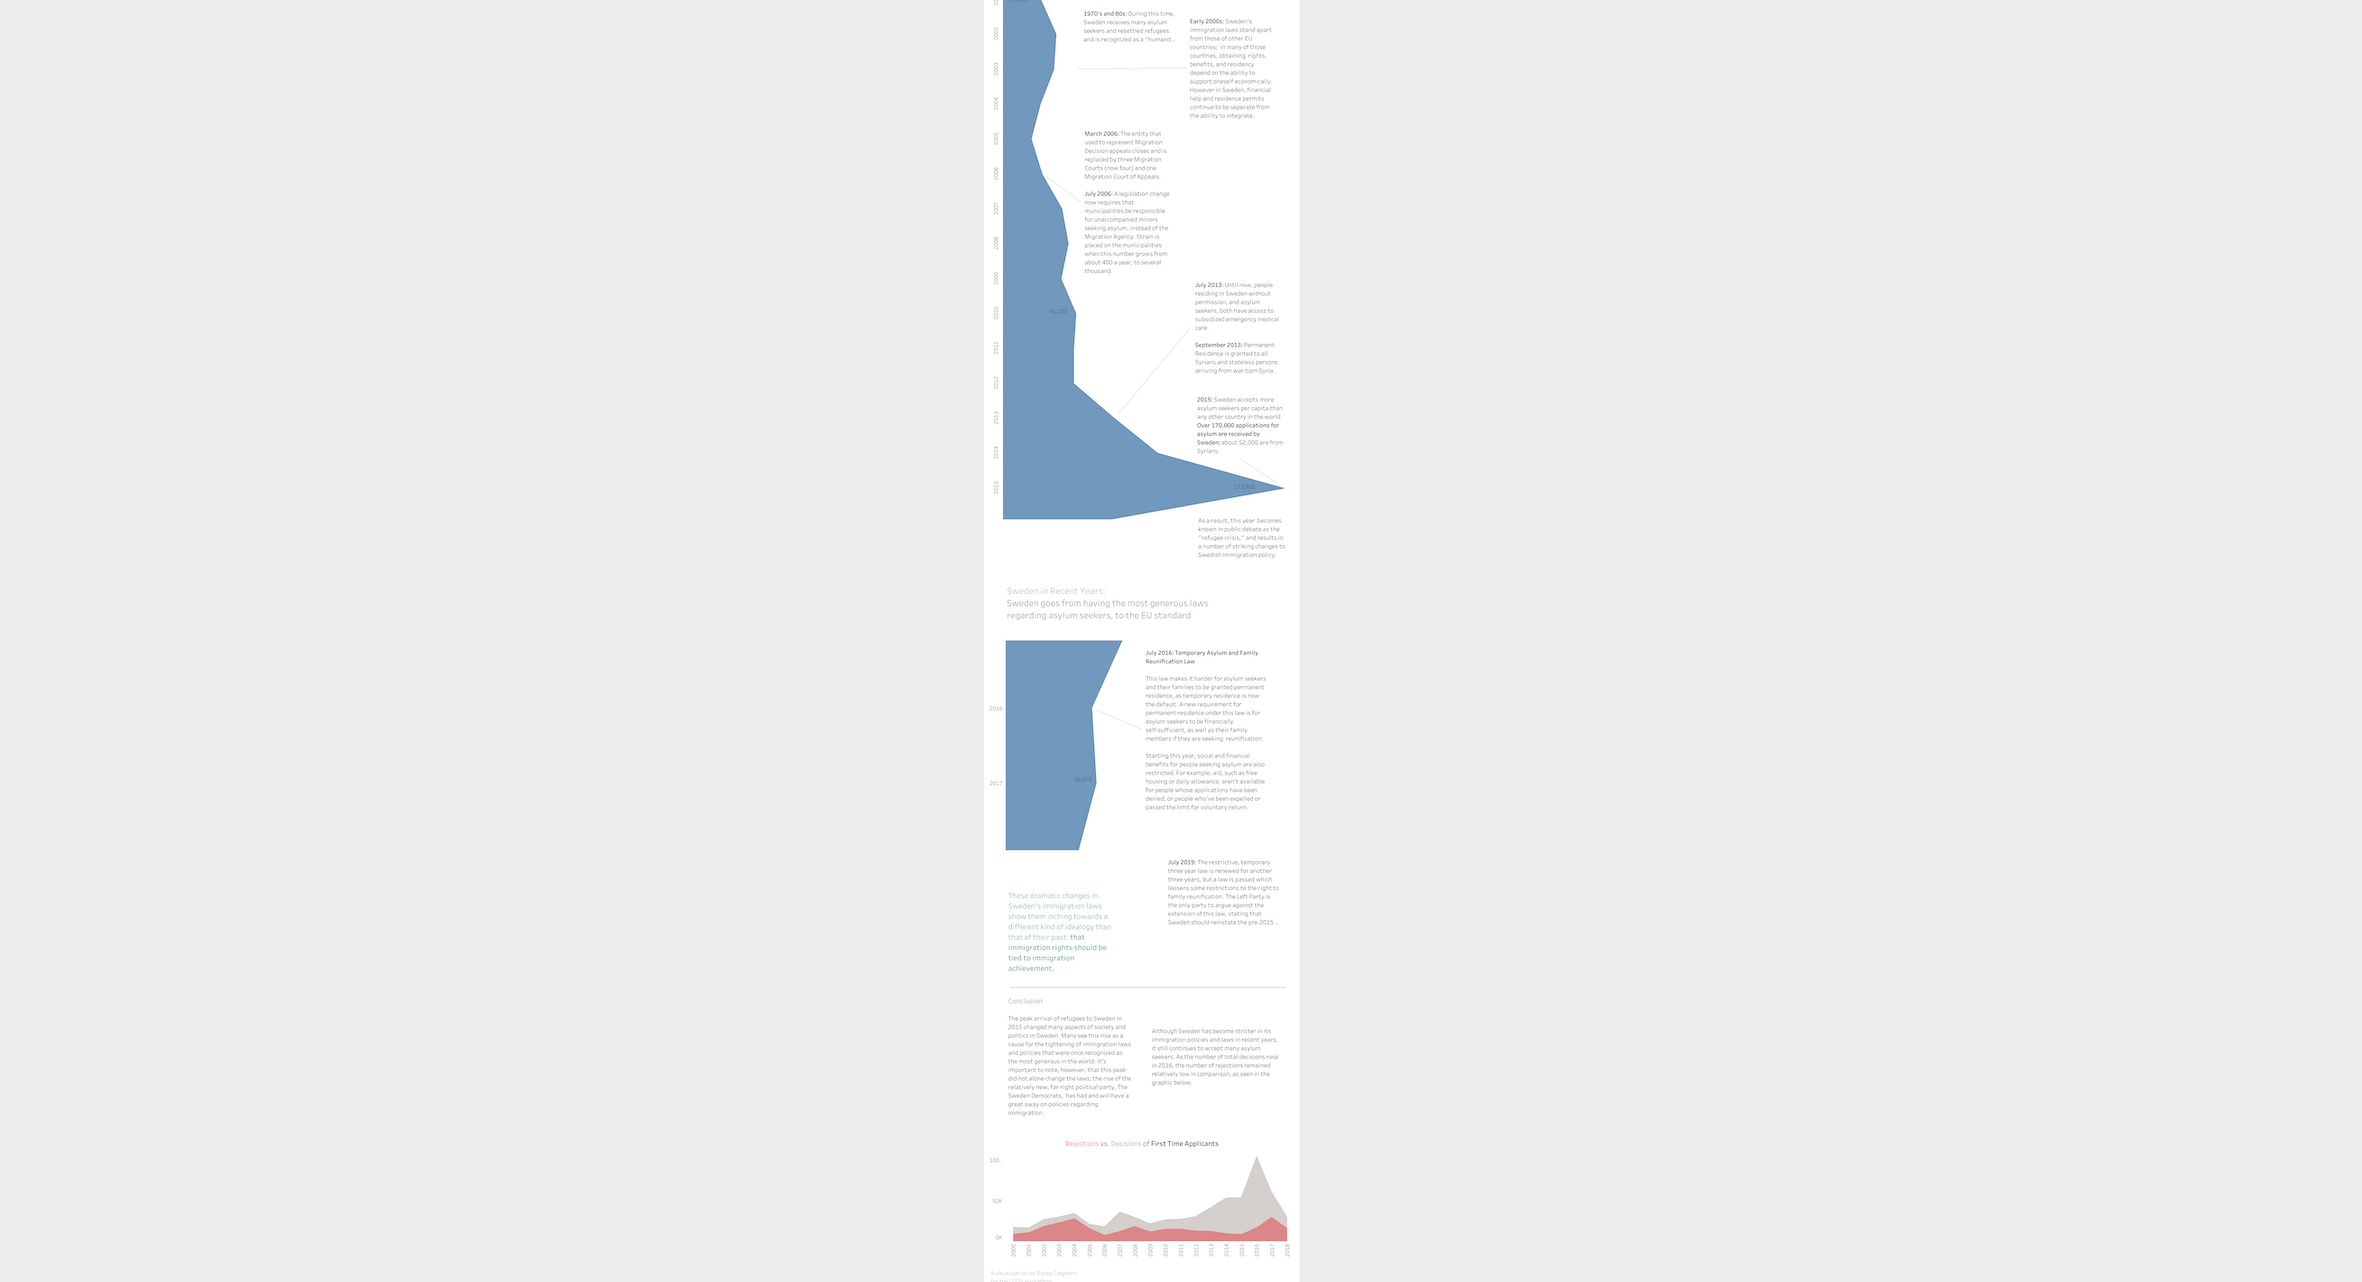 1970's and 80s: During this time,
Sweden receives many asylum
seekers and resettled refugees
and is recognized as a "humanit..
Early 2000s: Sweden's
immigration laws stand apart
from those of other EU
countries; in many of those
countries, obtaining rights,
benefits, and residency
depend on the ability to
support oneself economically.
However in Sweden, financial
help and residence permits
continue to be seperate from
the ability to integrate.
2002
2003
2004
2005
2006
2007
2008
2009
2010
2011
2012
2013
2014
2015
March 2006: The entity that
used to represent Migration
Decision appeals closes and is
replaced by three Migration
Courts (now four) and one
Migration Court of Appeals.
July 2006: A legislation change
now requires that
municipalities be responsible
for unaccompanied minors
seeking asylum, instead of the
Migration Agency. Strain is
placed on the municipalities
when this number grows from
about 400 a year, to several
thousand.
July 2013: Until now, people
residing in Sweden without
permission, and asylum
seekers, both have access to
subsidized emergency medical
care.
September 2013: Permanent
Residence is granted to all
Syrians and stateless persons
arriving from war-torn Syria.
2015: Sweden accepts more
asylum seekers per capita than
any other country in the world.
Over 170,000 applications for
asylum are received by
Sweden; about 52,000 are from
Syrians.
As a result, this year becomes
known in public debate as the
"refugee crisis," and results in
a number of striking changes to
Swedish immigration policy.
Sweden in Recent Years:
Sweden goes from having the most generous laws
regarding asylum seekers, to the EU standard
2016
2017
July 2016: Temporary Asylum and Family
Reunification Law
This law makes it harder for asylum seekers
and their families to be granted permanent
residence, as temporary residence is now
the default. A new requirement for
permanent residence under this law is for
asylum seekers to be financially
self-sufficient, as well as their family
members if they are seeking reunification.
Starting this year, social and financial
benefits for people seeking asylum are also
restricted. For example, aid, such as free
housing or daily allowance, aren't available
for people whose applications have been
denied, or people who've been expelled or
passed the limit for voluntary return.
July 2019: The restrictive, temporary
three year law is renewed for another
three years, but a law is passed which
loosens some restrictions to the right to
family reunification. The Left Party is
the only party to argue against the
extension of this law, stating that
Sweden should reinstate the pre-2015 .
These dramatic changes in
Sweden's immigration laws
show them inching towards a
different kind of idealogy than
that of their past: that
immigration rights should be
tied to immigration
achievement.
Conclusion
The peak arrival of refugees to Sweden in
2015 changed many aspects of society and
politics in Sweden. Many see this rise as a
cause for the tightening of immigration laws
and policies that were once recognized as
the most generous in the world. It's
important to note, however, that this peak
did not alone change the laws; the rise of the
relatively new, far-right political party, The
Sweden Democrats, has had and will have a
great sway on policies regarding
immigration.
Although Sweden has become stricter in its
immigration policies and laws in recent years,
it still continues to accept many asylum
seekers. As the number of total decisions rose
in 2016, the number of rejections remained
relatively low in comparison, as seen in the
graphic below.
Rejections vs. Decisions of First Time Applicants
100..
50K
0K
2000 2001 2002 2003 2004 2005 2006 2007 2008 2009 2010 2011 2012 2013 2014 2015 2016 2017 2018
A visualization by Ripley Cleghorn